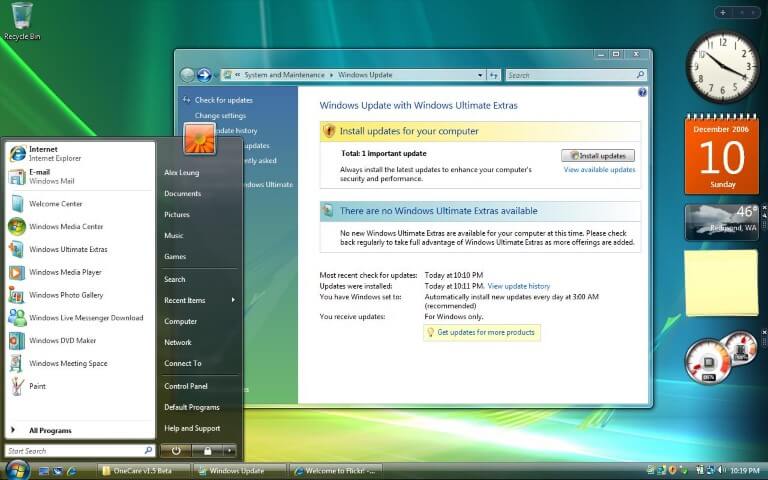 Recycle Bin
System and Maintenance
Windows Update
Search
Check for updates
Change settings
update history
updates
ently asked
indows Ultimate
Windows Update with Windows Ultimate Extras
Install updates for your computer
Total: 1 important update
Install updates
Always install the latest updates to enhance your computer's
security and performance.
View available updates
There are no Windows Ultimate Extras available
No new Windows Ultimate Extras are available for your computer at this time. Please check
back regularly to take full advantage of Windows Ultimate Extras as more offerings are added.
Most recent check for updates: Today at 10:10 PM
Updates were installed: Today at 10:11 PM. View update history
You have Windows set to: Automatically install new updates every day at 3:00 AM
(recommended)
You receive updates: For Windows only.
Get updates for more products
Internet
Internet Explorer
E-mail
Windows Mail
Welcome Center
Windows Media Center
Windows Ultimate Extras
Windows Media Player
Windows Photo Gallery
Windows Live Messenger Download
Windows DVD Maker
Windows Meeting Space
Paint
All Programs
Start Search
Alex Leung
Documents
Pictures
Music
Games
Search
Recent Items
Computer
Network
Connect To
Control Panel
Default Programs
Help and Support
December 2006
10
Sunday
46°
Redmond, WA
OneCare v1.5 Beta
Windows Update
Welcome to Flickr! -...
10:19 PM